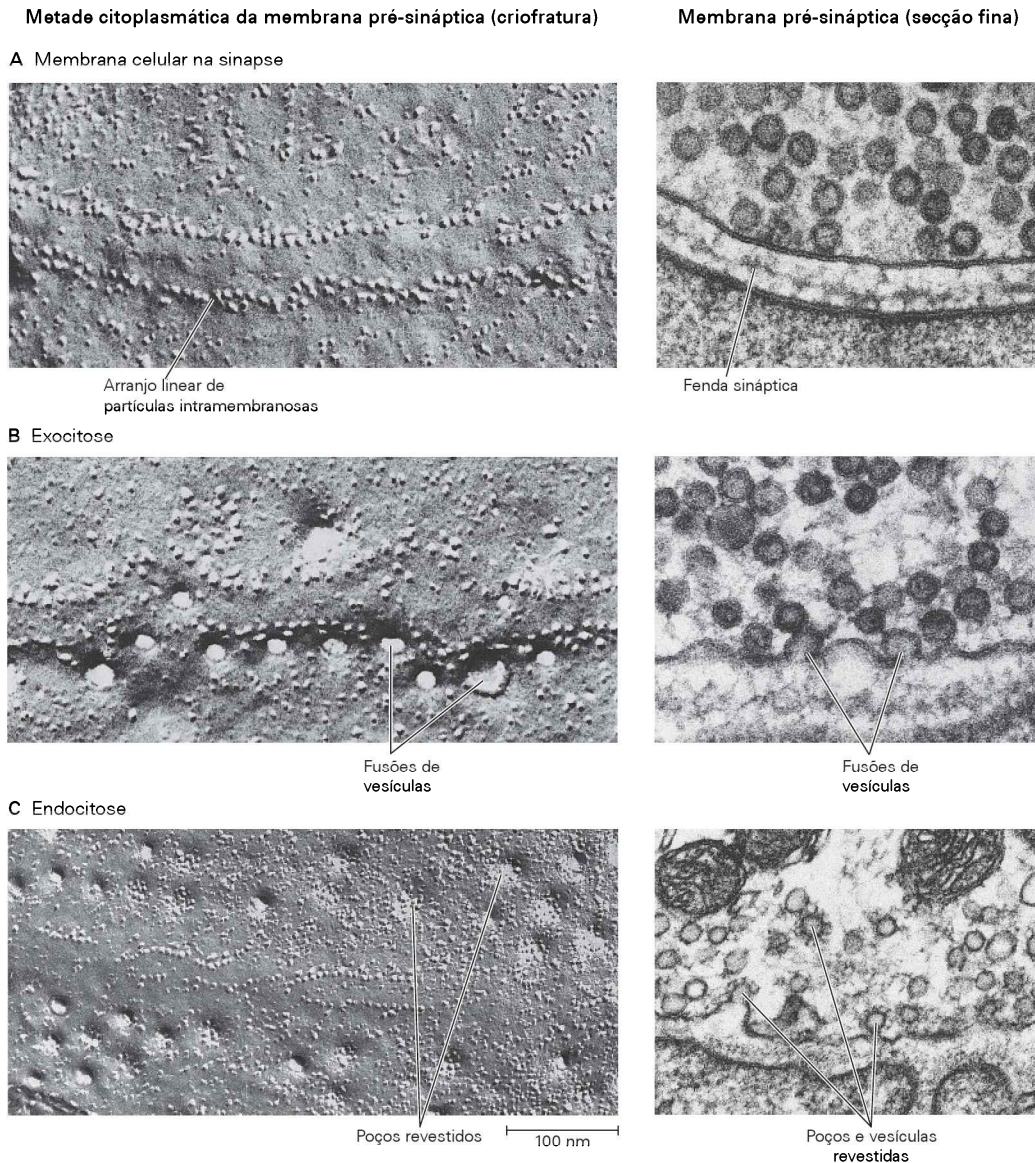 Metade citoplasmática da membrana pré-sináptica (criofratura)
Membrana pré-sináptica (secção fina)
A Membrana celular na sinapse
Arranjo linear de
partículas intramembranosas
Fenda sináptica
B Exocitose
Fusões de
vesículas
Fusões de
vesículas
C Endocitose
Poços revestidos
100 nm
Poços e vesículas
revestidas